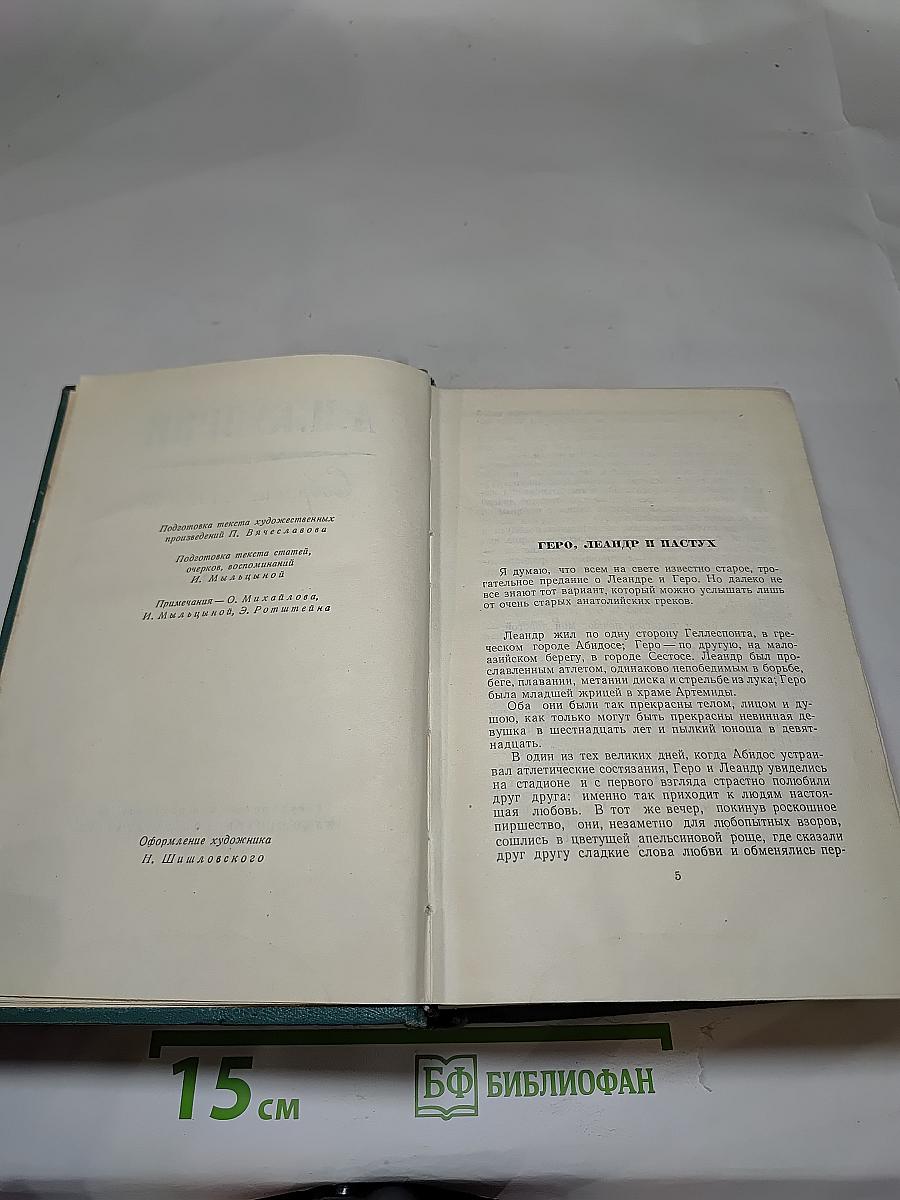 Подготовка текста художественных
произведений П. Вячеславова
Подготовка текста статей,
очерков, воспоминаний
И. Мыльцыной
Примечания — О. Михайлова,
И. Мыльцыной, Э. Ротштейна
Оформление художника
Н. Шишловского
ГЕРО, ЛЕАНДР И ПАСТУХ
Я думаю, что всем на свете известно старое, тро-
гательное предание о Леандре и Геро. Но далеко не
все знают тот вариант, который можно услышать лишь
от очень старых анатолийских греков.
Леандр жил по одну сторону Геллеспонта, в гре-
ческом городе Абидосе; Геро — по другую, на мало-
азийском берегу, в городе Сестосе. Леандр был про-
славленным атлетом, одинаково непобедимым в борьбе,
беге, плавании, метании диска и стрельбе из лука; Геро
была младшей жрицей в храме Артемиды.
Оба они были так прекрасны телом, лицом и ду-
шою, как только могут быть прекрасны невинная де-
вушка в шестнадцать лет и пылкий юноша в девят-
надцать.
В один из тех великих дней, когда Абидос устраи-
вал атлетические состязания, Геро и Леандр увиделись
на стадионе и с первого взгляда страстно полюбили
друг друга: именно так приходит к людям настоя-
щая любовь. В тот же вечер, покинув роскошное
пиршество, они, незаметно для любопытных взоров,
сошлись в цветущей апельсиновой роще, где сказали
друг другу сладкие слова любви и обменялись пер-
5
15 см
БФ БИБЛИОФАН